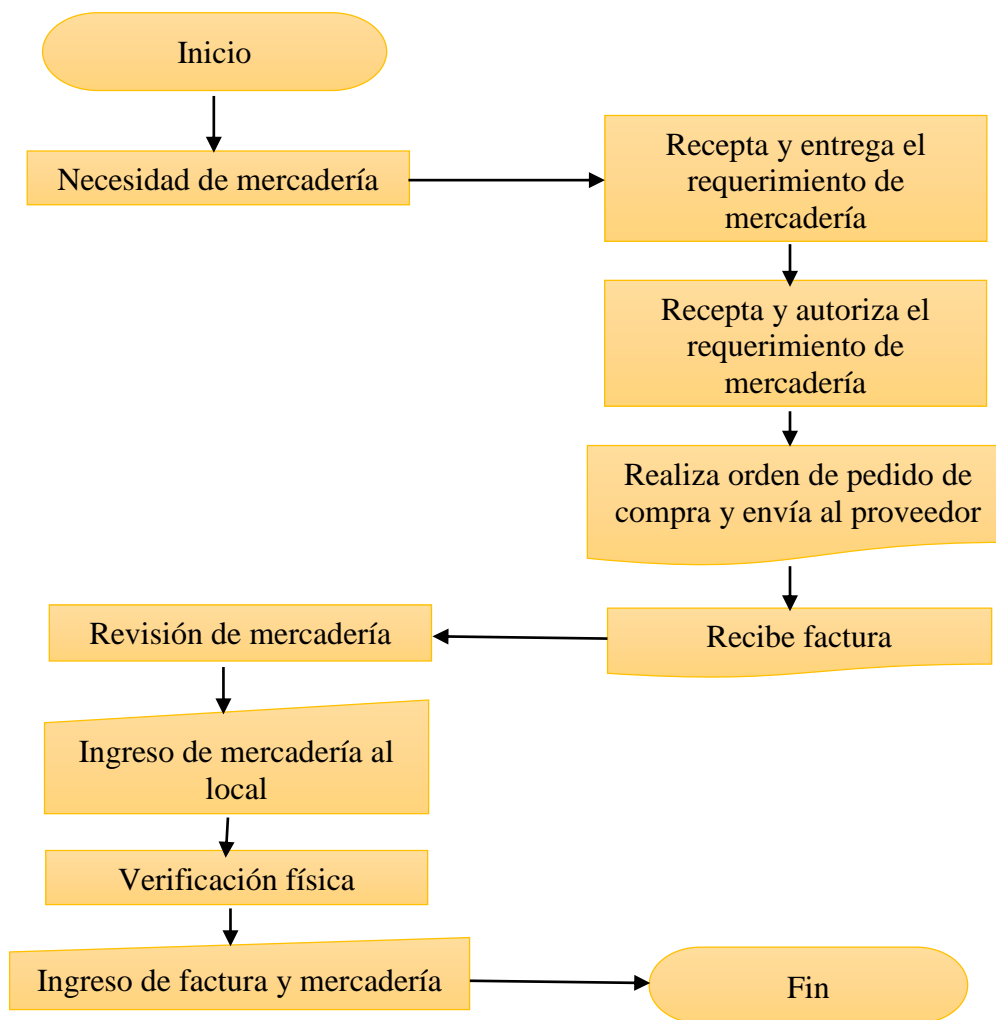 Inicio
Necesidad de mercadería
Recepta y entrega el
requerimiento de
mercadería
Recepta y autoriza el
requerimiento de
mercadería
Realiza orden de pedido de
compra y envía al proveedor
Recibe factura
Revisión de mercadería
Ingreso de mercadería al
local
Verificación física
Ingreso de factura y mercadería
Fin